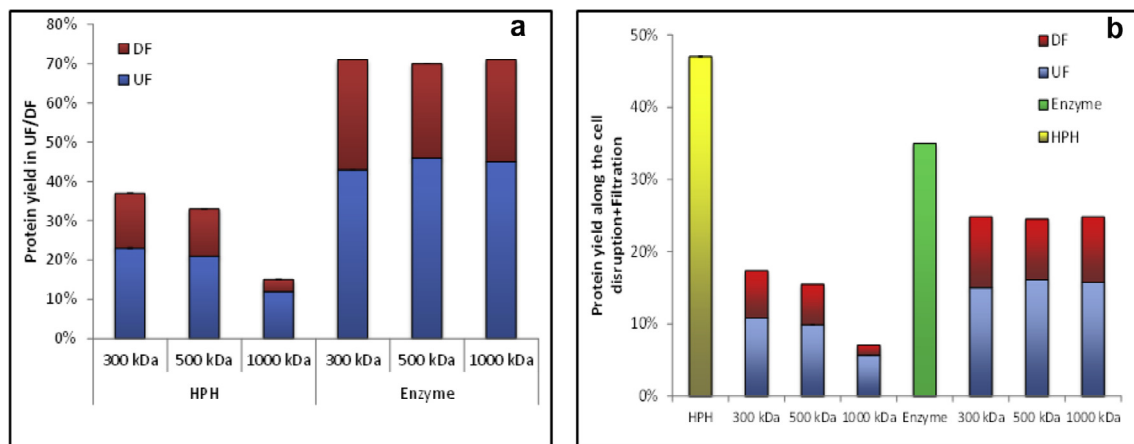 a
DF
UF
Protein yield in UF/DF
80%
70%
60%
50%
40%
30%
20%
10%
0%
300 kDa 500 kDa 1000 kDa 300 kDa 500 kDa 1000 kDa
HPH Enzyme
b
DF
UF
Enzyme
HPH
Protein yield along the cell
disruption+Filtration
50%
40%
30%
20%
10%
0%
HPH 300 kDa 500 kDa 1000 kDa Enzyme 300 kDa 500 kDa 1000 kDa